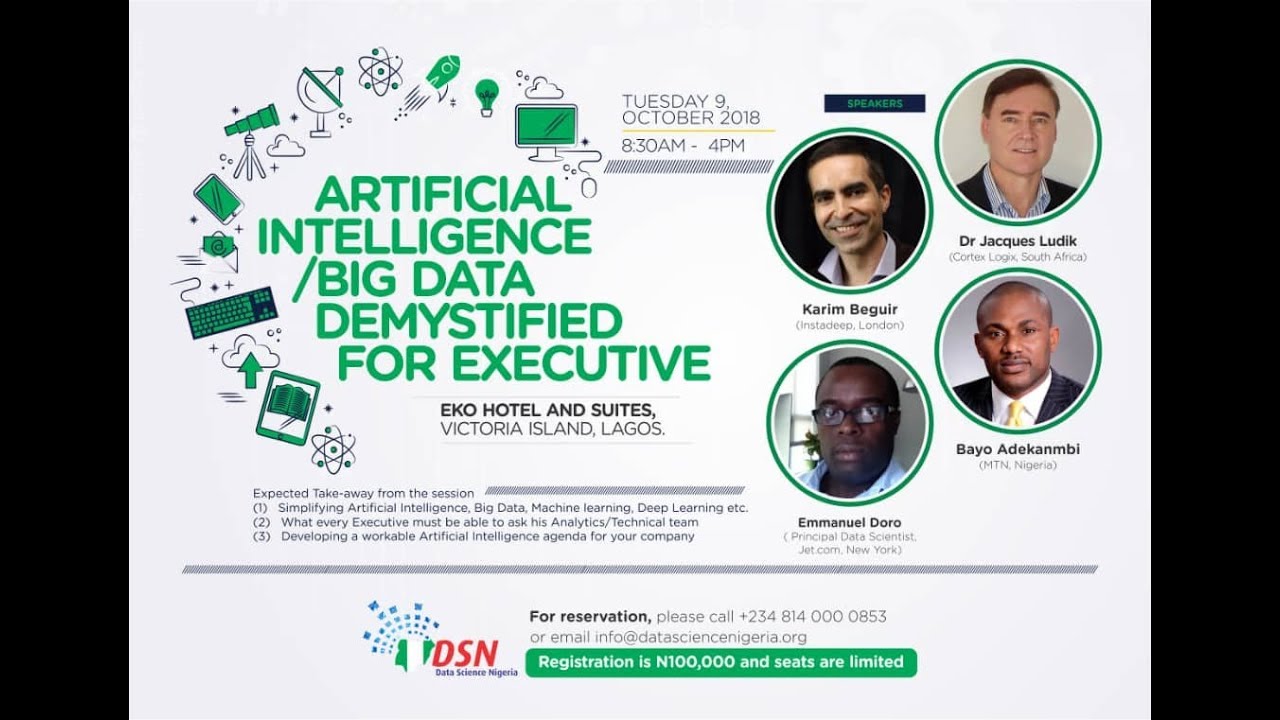 TUESDAY 9,
OCTOBER 2018
8:30AM - 4PM
SPEAKERS
ARTIFICIAL
INTELLIGENCE
/BIG DATA
DEMYSTIFIED
FOR EXECUTIVE
EKO HOTEL AND SUITES,
VICTORIA ISLAND, LAGOS.
Dr Jacques Ludik
(Cortex Logix, South Africa)
Karim Beguir
(Instadeep, London)
Bayo Adekanmbi
(MTN, Nigeria)
Emmanuel Doro
( Principal Data Scientist,
Jet.com, New York)
Expected Take-away from the session
(1) Simplifying Artificial Intelligence, Big Data, Machine learning, Deep Learning etc.
(2) What every Executive must be able to ask his Analytics/Technical team
(3) Developing a workable Artificial Intelligence agenda for your company
DSN
Data Science Nigeria
For reservation, please call +234 814 000 0853
or email info@datasciencenigeria.org
Registration is N100,000 and seats are limited